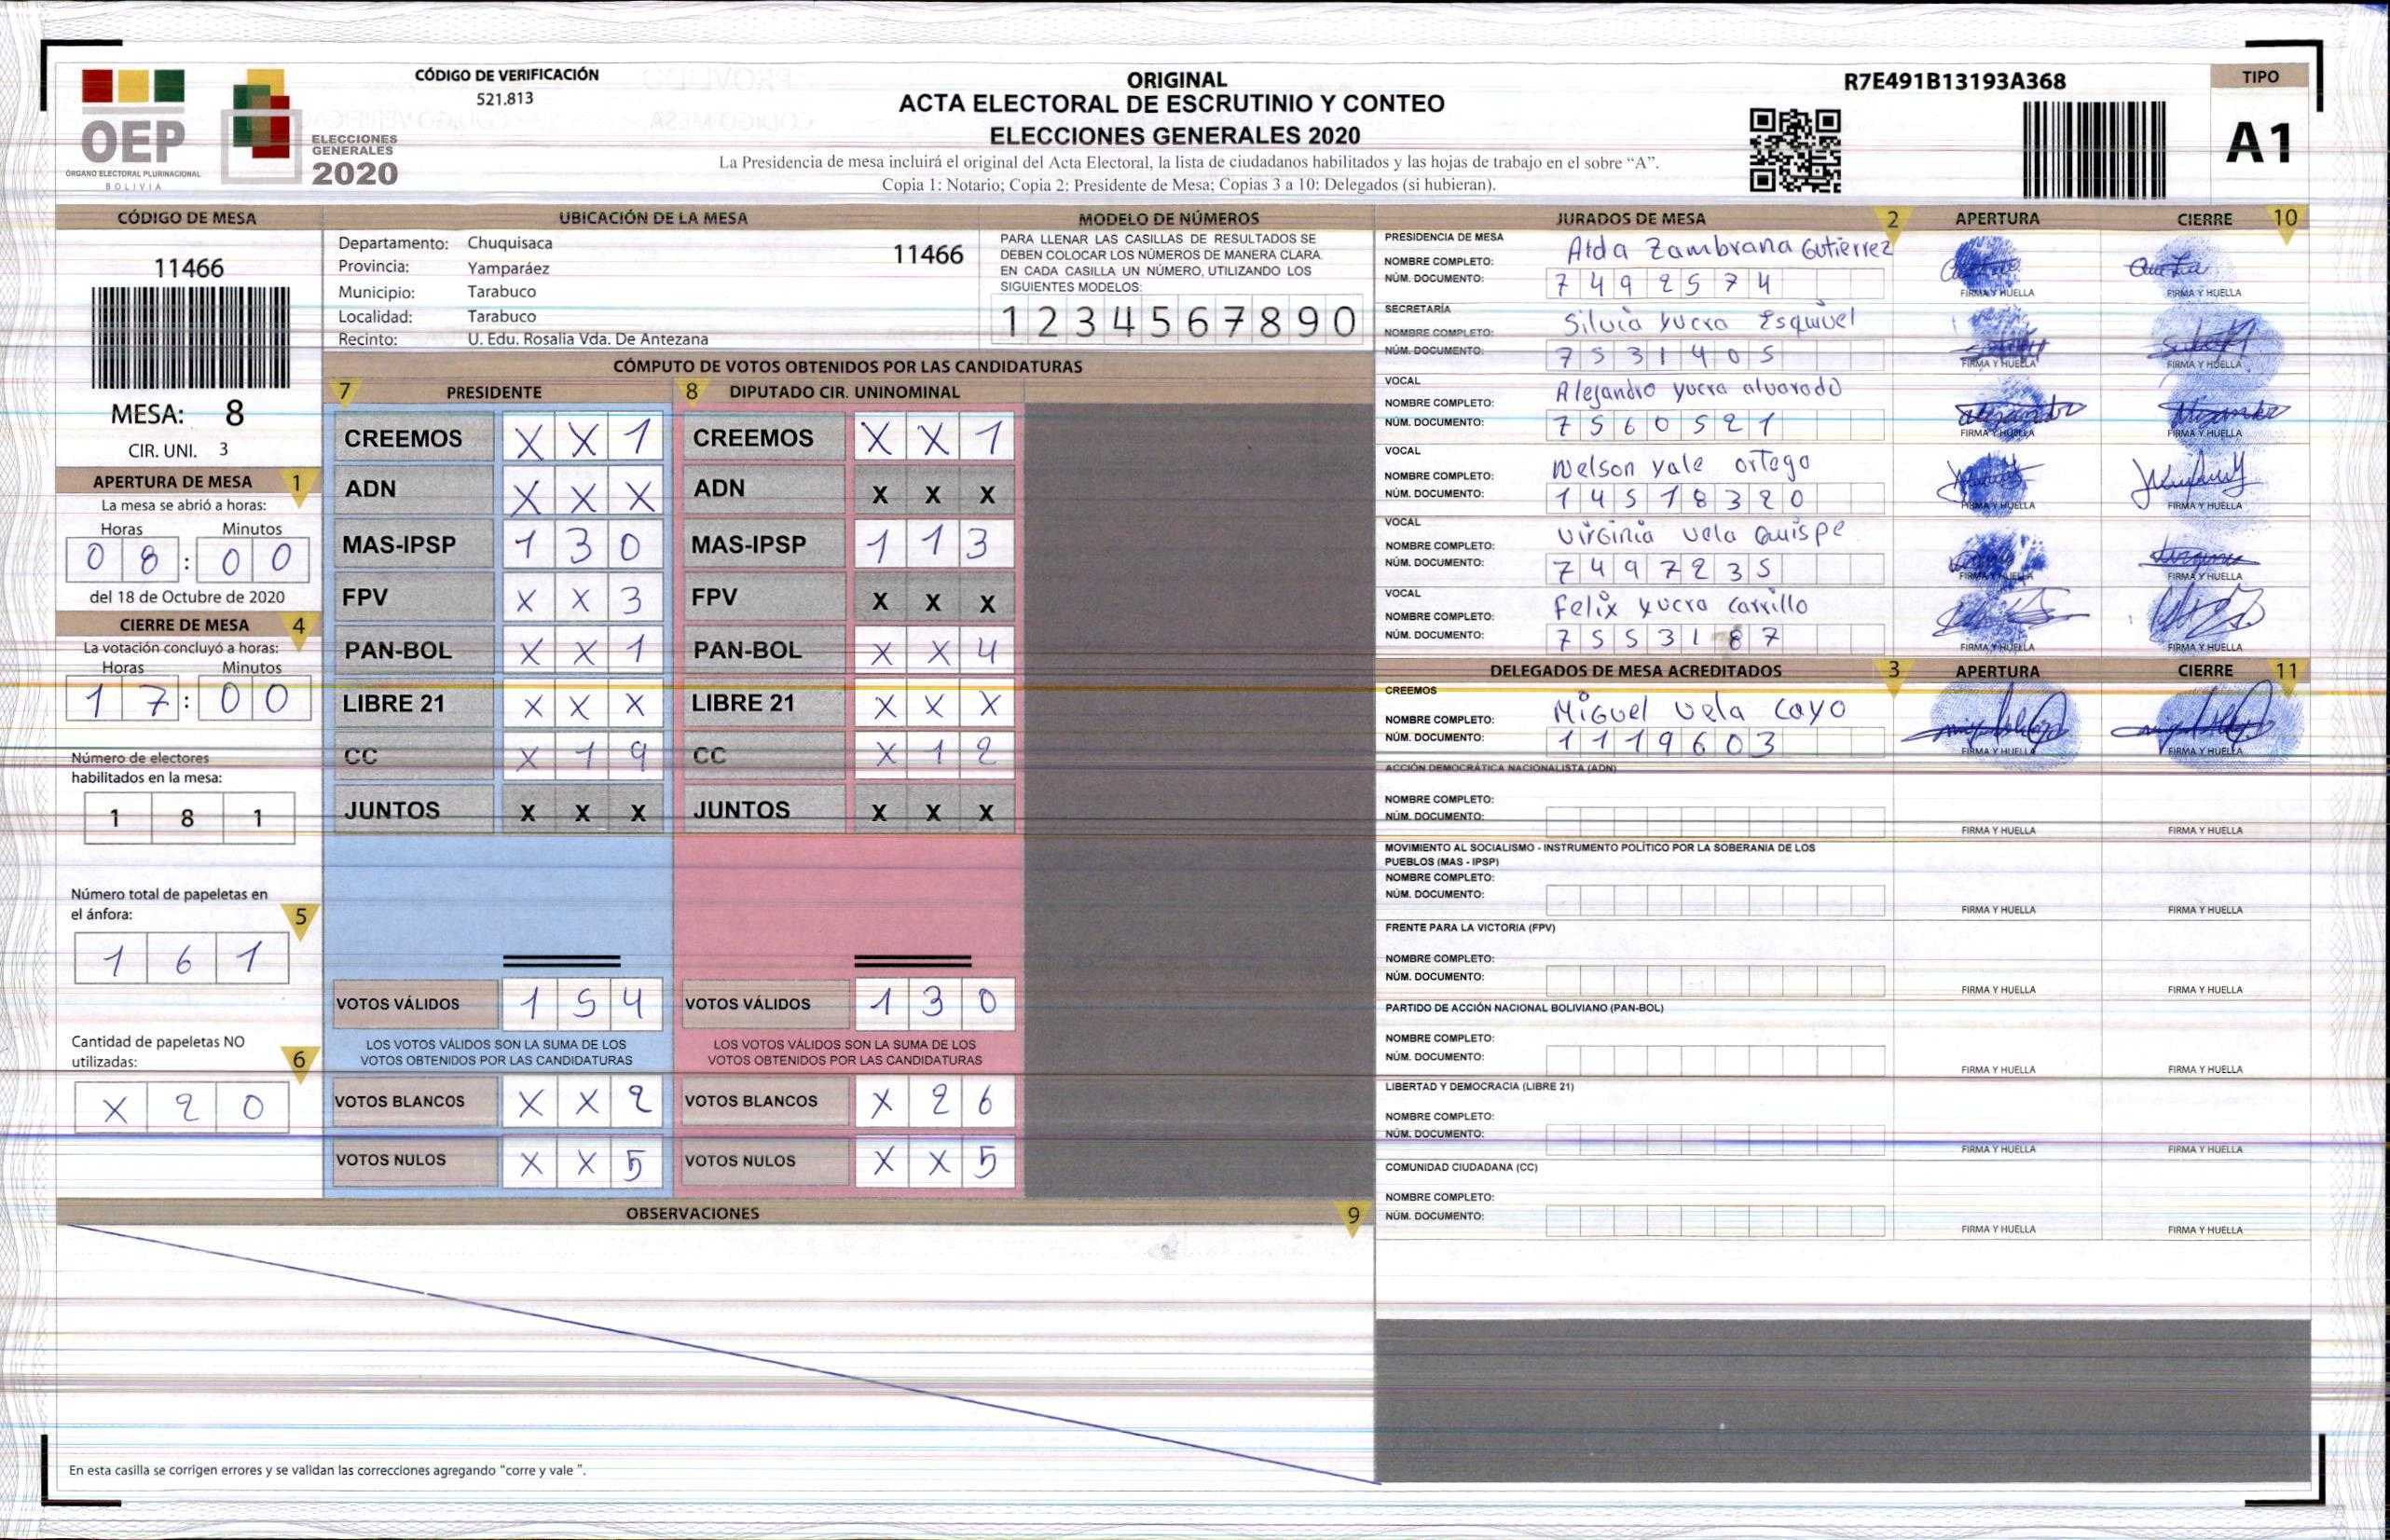 OEP
ÓRGANO ELECTORAL PLURINACIONAL
BOLIVIA
ELECCIONES
GENERALES
2020
CÓDIGO DE VERIFICACIÓN
521.813
ORIGINAL
ACTA ELECTORAL DE ESCRUTINIO Y CONTEO
ELECCIONES GENERALES 2020
La Presidencia de mesa incluirá el original del Acta Electoral, la lista de ciudadanos habilitados y las hojas de trabajo en el sobre “A”.
Copia 1: Notario; Copia 2: Presidente de Mesa; Copias 3 a 10: Delegados (si hubieran).
R7E491B13193A368
TIPO
A1
CÓDIGO DE MESA
11466
MESA: 8
CIR. UNI. 3
APERTURA DE MESA 1
La mesa se abrió a horas:
Horas Minutos
0 8 : 0 0
del 18 de Octubre de 2020
CIERRE DE MESA 4
La votación concluyó a horas:
Horas Minutos
1 7 : 0 0
Número de electores
habilitados en la mesa:
1 8 1
Número total de papeletas en
el ánfora: 5
1 6 1
Cantidad de papeletas NO
utilizadas: 6
X 2 0
UBICACIÓN DE LA MESA
Departamento: Chuquisaca 11466
Provincia: Yamparáez
Municipio: Tarabuco
Localidad: Tarabuco
Recinto: U. Edu. Rosalia Vda. De Antezana
MODELO DE NÚMEROS
PARA LLENAR LAS CASILLAS DE RESULTADOS SE
DEBEN COLOCAR LOS NÚMEROS DE MANERA CLARA.
EN CADA CASILLA UN NÚMERO, UTILIZANDO LOS
SIGUIENTES MODELOS:
1 2 3 4 5 6 7 8 9 0
CÓMPUTO DE VOTOS OBTENIDOS POR LAS CANDIDATURAS
7 PRESIDENTE 8 DIPUTADO CIR. UNINOMINAL
CREEMOS X X 1 CREEMOS X X 1
ADN X X X ADN X X X
MAS-IPSP 1 3 0 MAS-IPSP 1 1 3
FPV X X 3 FPV X X X
PAN-BOL X X 1 PAN-BOL X X 4
LIBRE 21 X X X LIBRE 21 X X X
CC X 1 9 CC X 1 2
JUNTOS X X X JUNTOS X X X
VOTOS VÁLIDOS 1 5 4 VOTOS VÁLIDOS 1 3 0
LOS VOTOS VÁLIDOS SON LA SUMA DE LOS LOS VOTOS VÁLIDOS SON LA SUMA DE LOS
VOTOS OBTENIDOS POR LAS CANDIDATURAS VOTOS OBTENIDOS POR LAS CANDIDATURAS
VOTOS BLANCOS X X 2 VOTOS BLANCOS X 2 6
VOTOS NULOS X X 5 VOTOS NULOS X X 5
OBSERVACIONES 9
En esta casilla se corrigen errores y se validan las correcciones agregando “corre y vale ”.
JURADOS DE MESA 2 APERTURA CIERRE 10
PRESIDENCIA DE MESA
NOMBRE COMPLETO: Aida Zambrana Gutiérrez
NÚM. DOCUMENTO: 7 4 9 2 5 7 4
FIRMA Y HUELLA FIRMA Y HUELLA
SECRETARÍA
NOMBRE COMPLETO: Silvia yucra Esquivel
NÚM. DOCUMENTO: 7 5 3 1 4 0 5
FIRMA Y HUELLA FIRMA Y HUELLA
VOCAL
NOMBRE COMPLETO: Alejandro yucra alvarado
NÚM. DOCUMENTO: 7 5 6 0 5 2 1
FIRMA Y HUELLA FIRMA Y HUELLA
VOCAL
NOMBRE COMPLETO: Nelson yale ortega
NÚM. DOCUMENTO: 1 4 5 7 8 3 2 0
FIRMA Y HUELLA FIRMA Y HUELLA
VOCAL
NOMBRE COMPLETO: Virginia vela Quispe
NÚM. DOCUMENTO: 7 4 9 7 2 3 5
FIRMA Y HUELLA FIRMA Y HUELLA
VOCAL
NOMBRE COMPLETO: Felix yucra carrillo
NÚM. DOCUMENTO: 7 5 5 3 1 8 7
FIRMA Y HUELLA FIRMA Y HUELLA
DELEGADOS DE MESA ACREDITADOS 3 APERTURA CIERRE 11
CREEMOS
NOMBRE COMPLETO: Miguel vela cayo
NÚM. DOCUMENTO: 1 1 1 9 6 0 3
FIRMA Y HUELLA FIRMA Y HUELLA
ACCIÓN DEMOCRÁTICA NACIONALISTA (ADN)
NOMBRE COMPLETO:
NÚM. DOCUMENTO:
FIRMA Y HUELLA FIRMA Y HUELLA
MOVIMIENTO AL SOCIALISMO - INSTRUMENTO POLÍTICO POR LA SOBERANIA DE LOS
PUEBLOS (MAS - IPSP)
NOMBRE COMPLETO:
NÚM. DOCUMENTO:
FIRMA Y HUELLA FIRMA Y HUELLA
FRENTE PARA LA VICTORIA (FPV)
NOMBRE COMPLETO:
NÚM. DOCUMENTO:
FIRMA Y HUELLA FIRMA Y HUELLA
PARTIDO DE ACCIÓN NACIONAL BOLIVIANO (PAN-BOL)
NOMBRE COMPLETO:
NÚM. DOCUMENTO:
FIRMA Y HUELLA FIRMA Y HUELLA
LIBERTAD Y DEMOCRACIA (LIBRE 21)
NOMBRE COMPLETO:
NÚM. DOCUMENTO:
FIRMA Y HUELLA FIRMA Y HUELLA
COMUNIDAD CIUDADANA (CC)
NOMBRE COMPLETO:
NÚM. DOCUMENTO:
FIRMA Y HUELLA FIRMA Y HUELLA